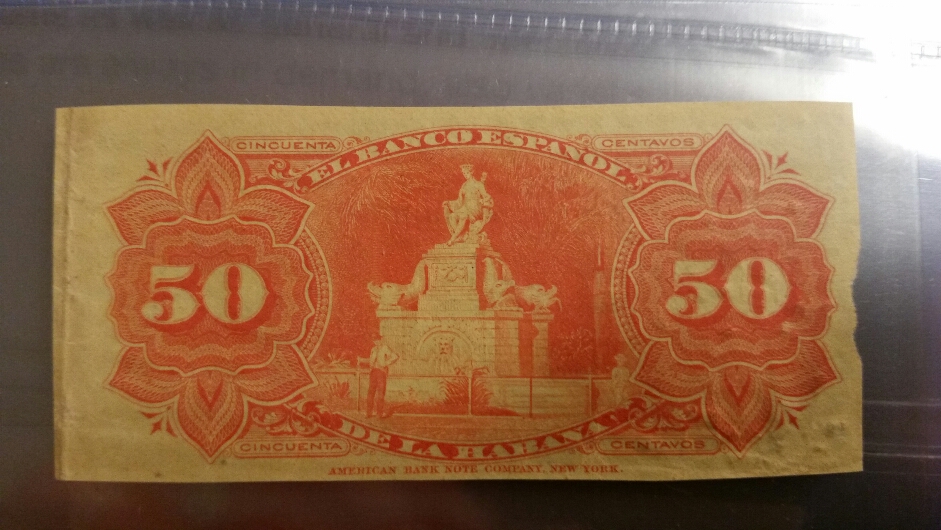 CINCUENTA
EL BANCO ESPAÑOL
CENTAVOS
50
50
DE LA HABANA
CINCUENTA
CENTAVOS
AMERICAN BANK NOTE COMPANY, NEW YORK.